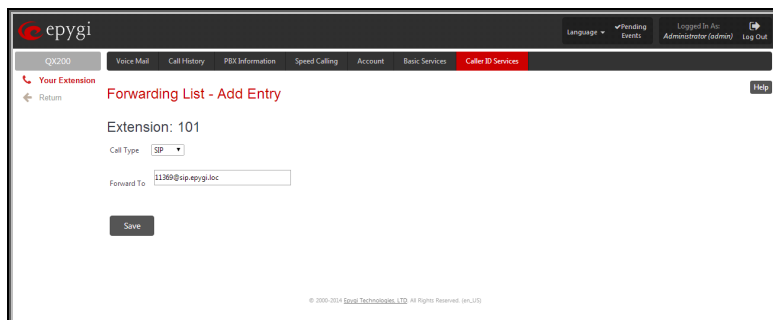 epygi
Language
Pending Events
Logged In As:
Administrator (admin)
Log Out
QX200
Voice Mail
Call History
PBX Information
Speed Calling
Account
Basic Services
Caller ID Services
Your Extension
Return
Forwarding List - Add Entry
Help
Extension: 101
Call Type
SIP
Forward To
11369@sip.epygi.loc
Save
© 2000-2014 Epygi Technologies, LTD. All Rights Reserved. (en_US)